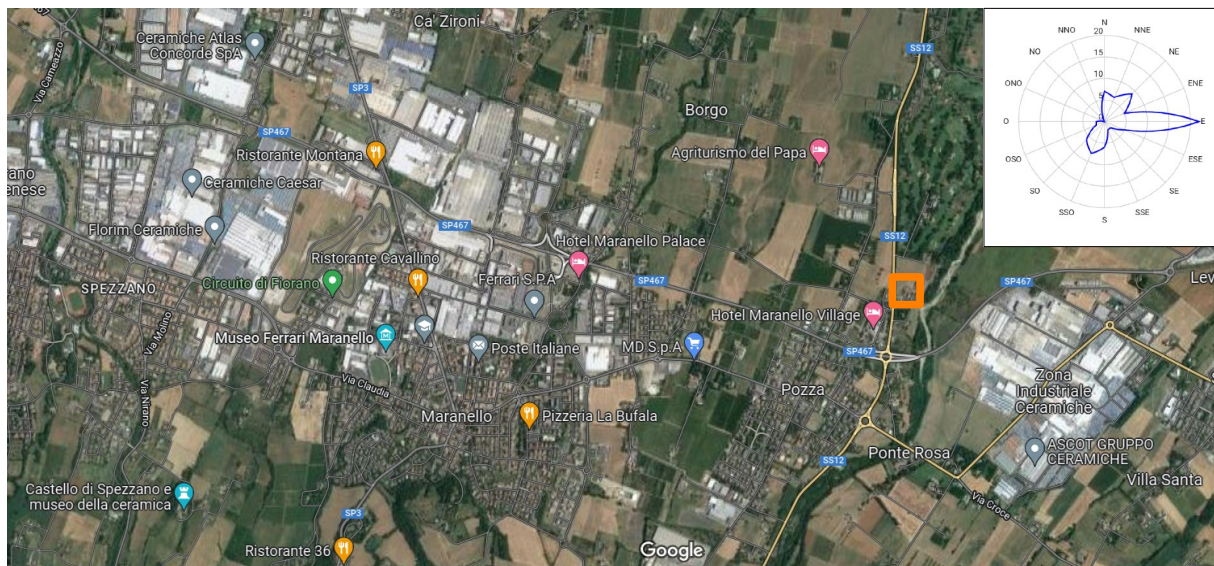 Ca' Zironi
Ceramiche Atlas
Concorde SpA
Via Cameazzo
SP3
SS12
Borgo
SP467
Ristorante Montana
Agriturismo del Papa
Ceramiche Caesar
Florim Ceramiche
SP467
SS12
Hotel Maranello Palace
Ristorante Cavallino
Ferrari S.P.A
Circuito di Fiorano
SPEZZANO
SP467
SP467
Lev
Hotel Maranello Village
Via Molino
Museo Ferrari Maranello
Poste Italiane
MD S.p.A
SP467
Via Claudia
Via Nirano
Pozza
Zona
Industriale
Ceramiche
Maranello
Pizzeria La Bufala
Ponte Rosa
ASCOT GRUPPO
CERAMICHE
SS12
Villa Santa
Castello di Spezzano e
museo della ceramica
Via Croce
SP3
Ristorante 36
Google
N
NNO
NNE
20
NO
15
NE
10
ONO
ENE
5
O
E
OSO
ESE
SO
SE
SSO
SSE
S